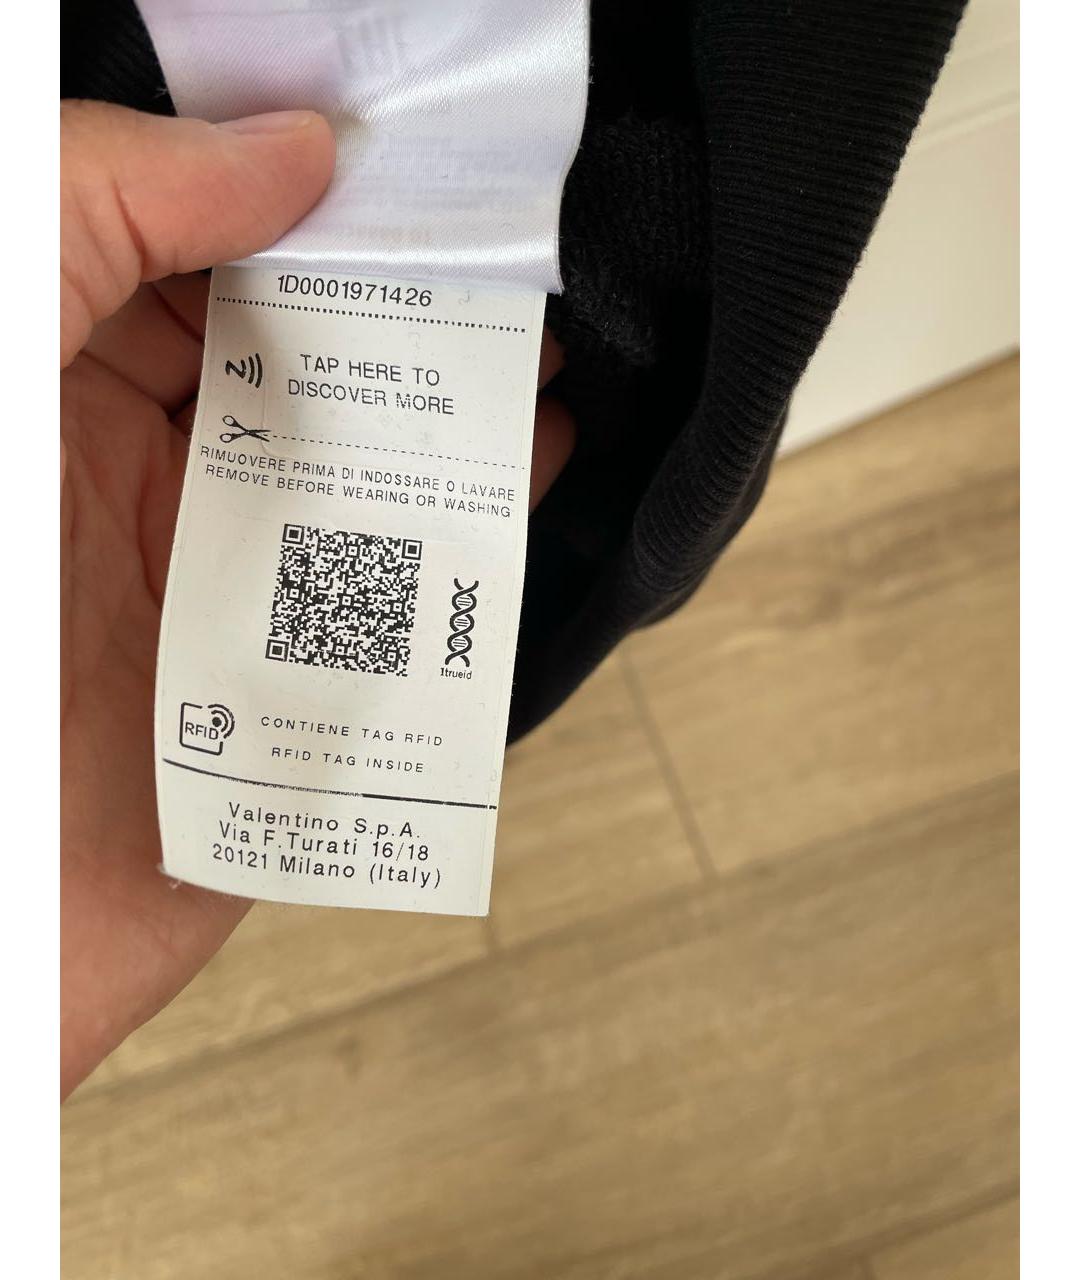 1D0001971426
TAP HERE TO
DISCOVER MORE
RIMUOVERE PRIMA DI INDOSSARE O LAVARE
REMOVE BEFORE WEARING OR WASHING
1trueid
RFID
CONTIENE TAG RFID
RFID TAG INSIDE
Valentino S.p.A.
Via F.Turati 16/18
20121 Milano (Italy)